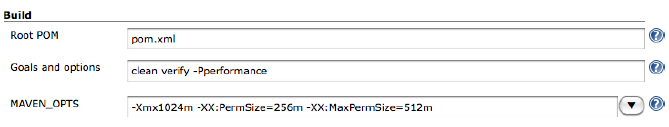 Build
Root POM
pom.xml
Goals and options
clean verify -Pperformance
MAVEN_OPTS
-Xmx1024m -XX:PermSize=256m -XX:MaxPermSize=512m